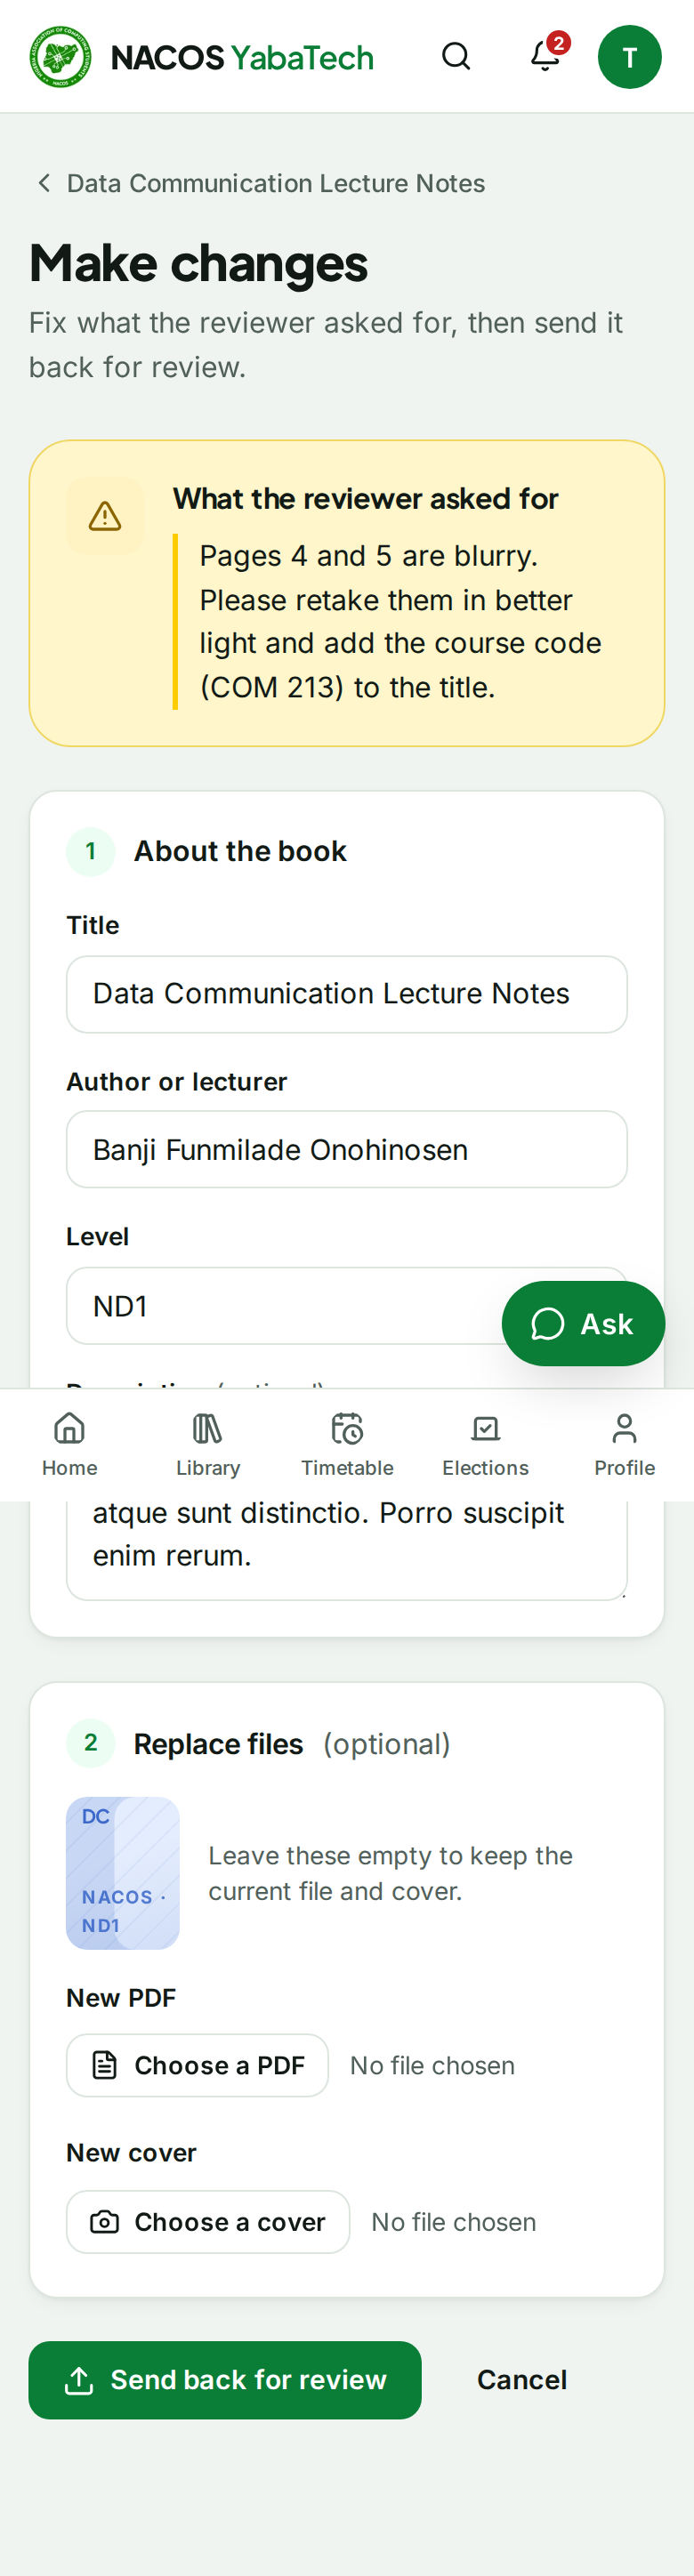 NACOS YabaTech
2
T
Data Communication Lecture Notes
Make changes
Fix what the reviewer asked for, then send it
back for review.
What the reviewer asked for
Pages 4 and 5 are blurry.
Please retake them in better
light and add the course code
(COM 213) to the title.
1 About the book
Title
Data Communication Lecture Notes
Author or lecturer
Banji Funmilade Onohinosen
Level
ND1
Ask
Home Library Timetable Elections Profile
atque sunt distinctio. Porro suscipit
enim rerum.
2 Replace files (optional)
DC
NACOS ·
ND1
Leave these empty to keep the
current file and cover.
New PDF
Choose a PDF No file chosen
New cover
Choose a cover No file chosen
Send back for review Cancel